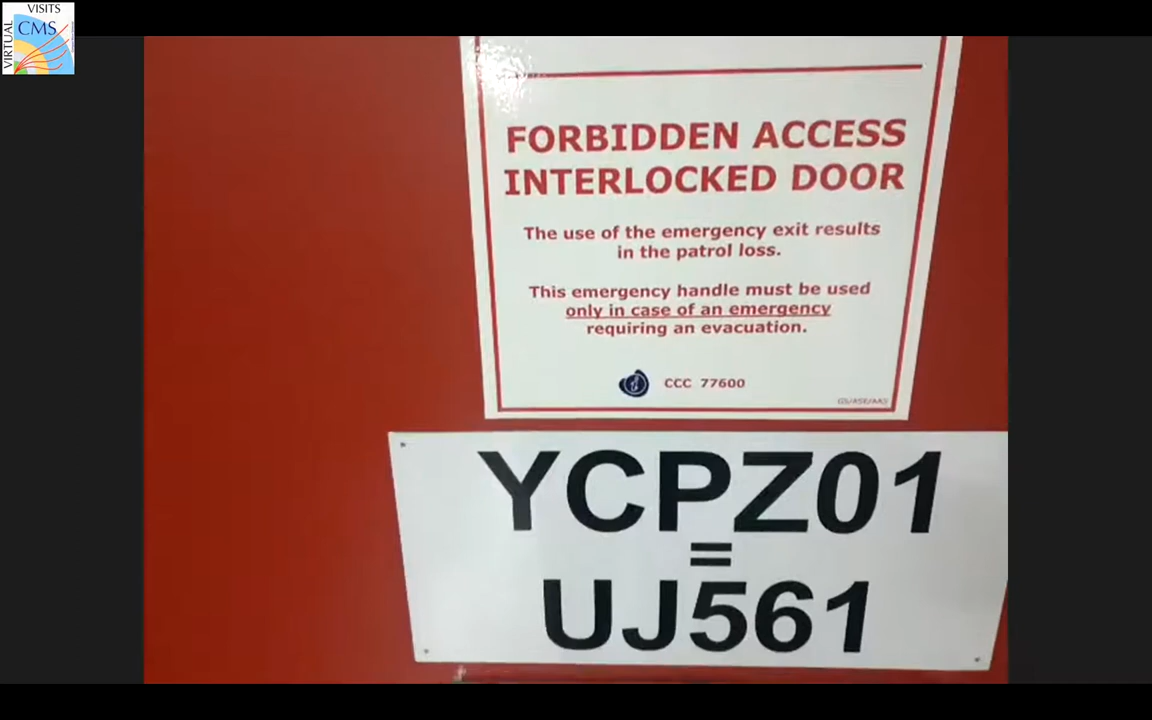 VISITS
VIRTUAL
CMS
FORBIDDEN ACCESS
INTERLOCKED DOOR
The use of the emergency exit results
in the patrol loss.
This emergency handle must be used
only in case of an emergency
requiring an evacuation.
CCC 77600
YCPZ01
=
UJ561